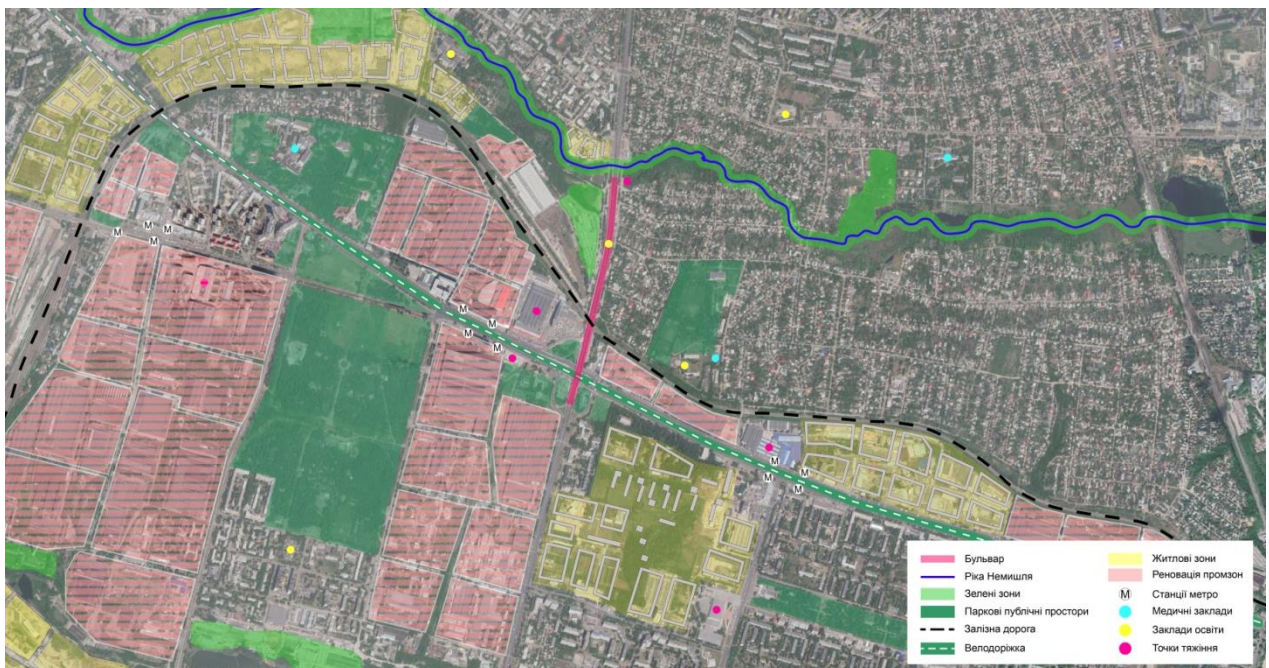 M
M
M
M
M
M
M
M
M
M
M
M
Бульвар
Ріка Немишля
Зелені зони
Паркові публічні простори
Залізна дорога
Велодоріжка
Житлові зони
Реновація промзон
M Станції метро
Медичні заклади
Заклади освіти
Точки тяжіння